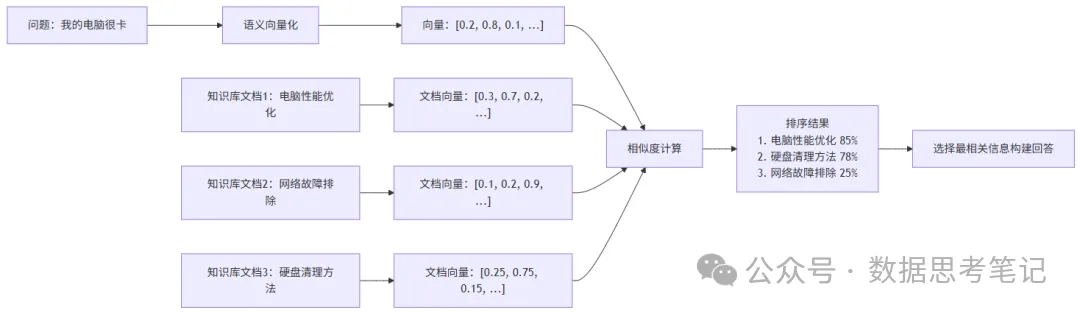 问题：我的电脑很卡
语义向量化
向量：[0.2, 0.8, 0.1, ...]
知识库文档1：电脑性能优
化
文档向量：[0.3, 0.7, 0.2,
...]
知识库文档2：网络故障排
除
文档向量：[0.1, 0.2, 0.9,
...]
知识库文档3：硬盘清理方
法
文档向量：[0.25, 0.75,
0.15, ...]
相似度计算
排序结果
1. 电脑性能优化 85%
2. 硬盘清理方法 78%
3. 网络故障排除 25%
选择最相关信息构建回答
公众号 · 数据思考笔记